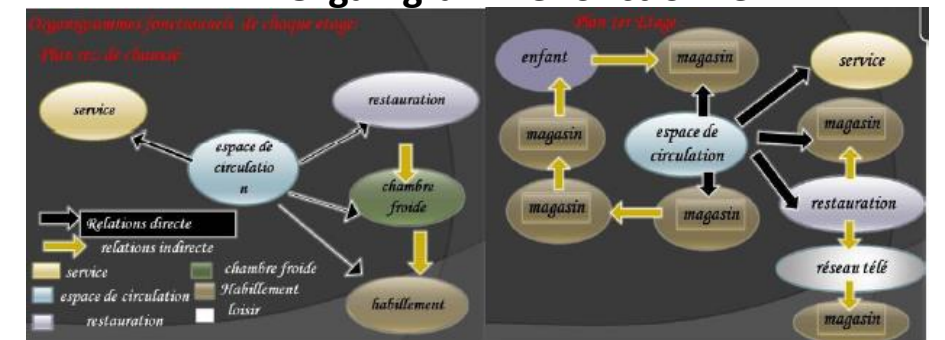 Organigrammes fonctionnels de chaque etage:
Plan rez de chaussé
service
restauration
espace de
circulatio
n
chambre
froide
habillement
Relations directe
relations indirecte
service
chambre froide
espace de circulation
Habillement
restauration
loisir
Plan 1er Etage
enfant
magasin
service
magasin
espace de
circulation
magasin
magasin
magasin
restauration
réseau télé
magasin